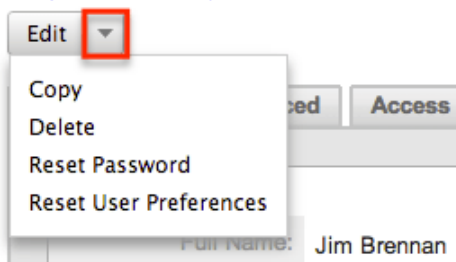 Edit
Copy
Delete
Reset Password
Reset User Preferences
Access
Full Name: Jim Brennan